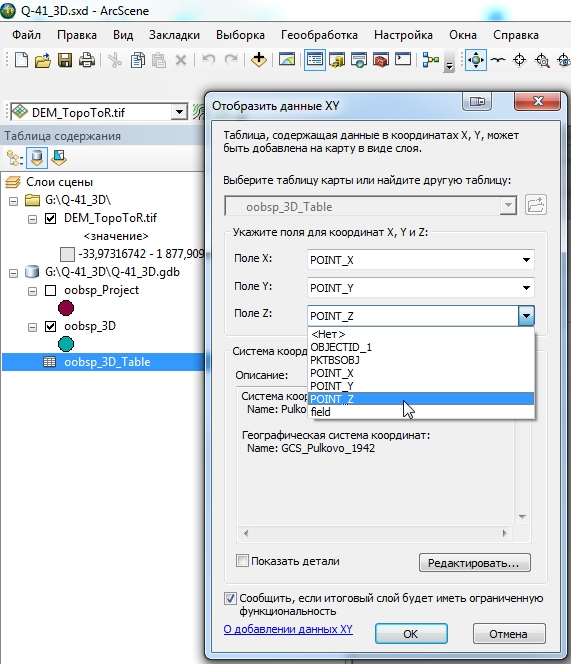 Q-41_3D.sxd - ArcScene
Файл Правка Вид Закладки Выборка Геообработка Настройка Окна Справка
DEM_TopoToR.tif
Таблица содержания
Слои сцены
G:\Q-41_3D\
DEM_TopoToR.tif
<значение>
-33,97316742 - 1 877,909
G:\Q-41_3D\Q-41_3D.gdb
oobsp_Project
oobsp_3D
oobsp_3D_Table
Отобразить данные XY
Таблица, содержащая данные в координатах X, Y, может
быть добавлена на карту в виде слоя.
Выберите таблицу карты или найдите другую таблицу:
oobsp_3D_Table
Укажите поля для координат X, Y и Z:
Поле X: POINT_X
Поле Y: POINT_Y
Поле Z: POINT_Z
<Нет>
OBJECTID_1
PKTBSOBJ
POINT_X
POINT_Y
POINT_Z
field
Система коорд
Описание:
Система коо
Name: Pulko
Географическая система координат:
Name: GCS_Pulkovo_1942
Показать детали
Редактировать...
Сообщить, если итоговый слой будет иметь ограниченную
функциональность
О добавлении данных XY
OK
Отмена